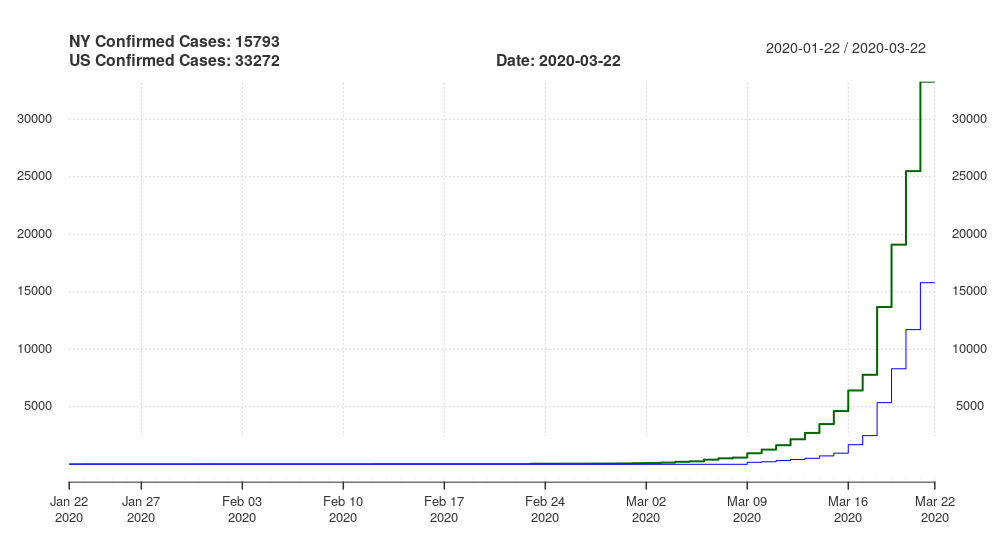 NY Confirmed Cases: 15793
US Confirmed Cases: 33272
Date: 2020-03-22
2020-01-22 / 2020-03-22
30000 30000
25000 25000
20000 20000
15000 15000
10000 10000
5000 5000
Jan 22 Jan 27 Feb 03 Feb 10 Feb 17 Feb 24 Mar 02 Mar 09 Mar 16 Mar 22
2020 2020 2020 2020 2020 2020 2020 2020 2020 2020